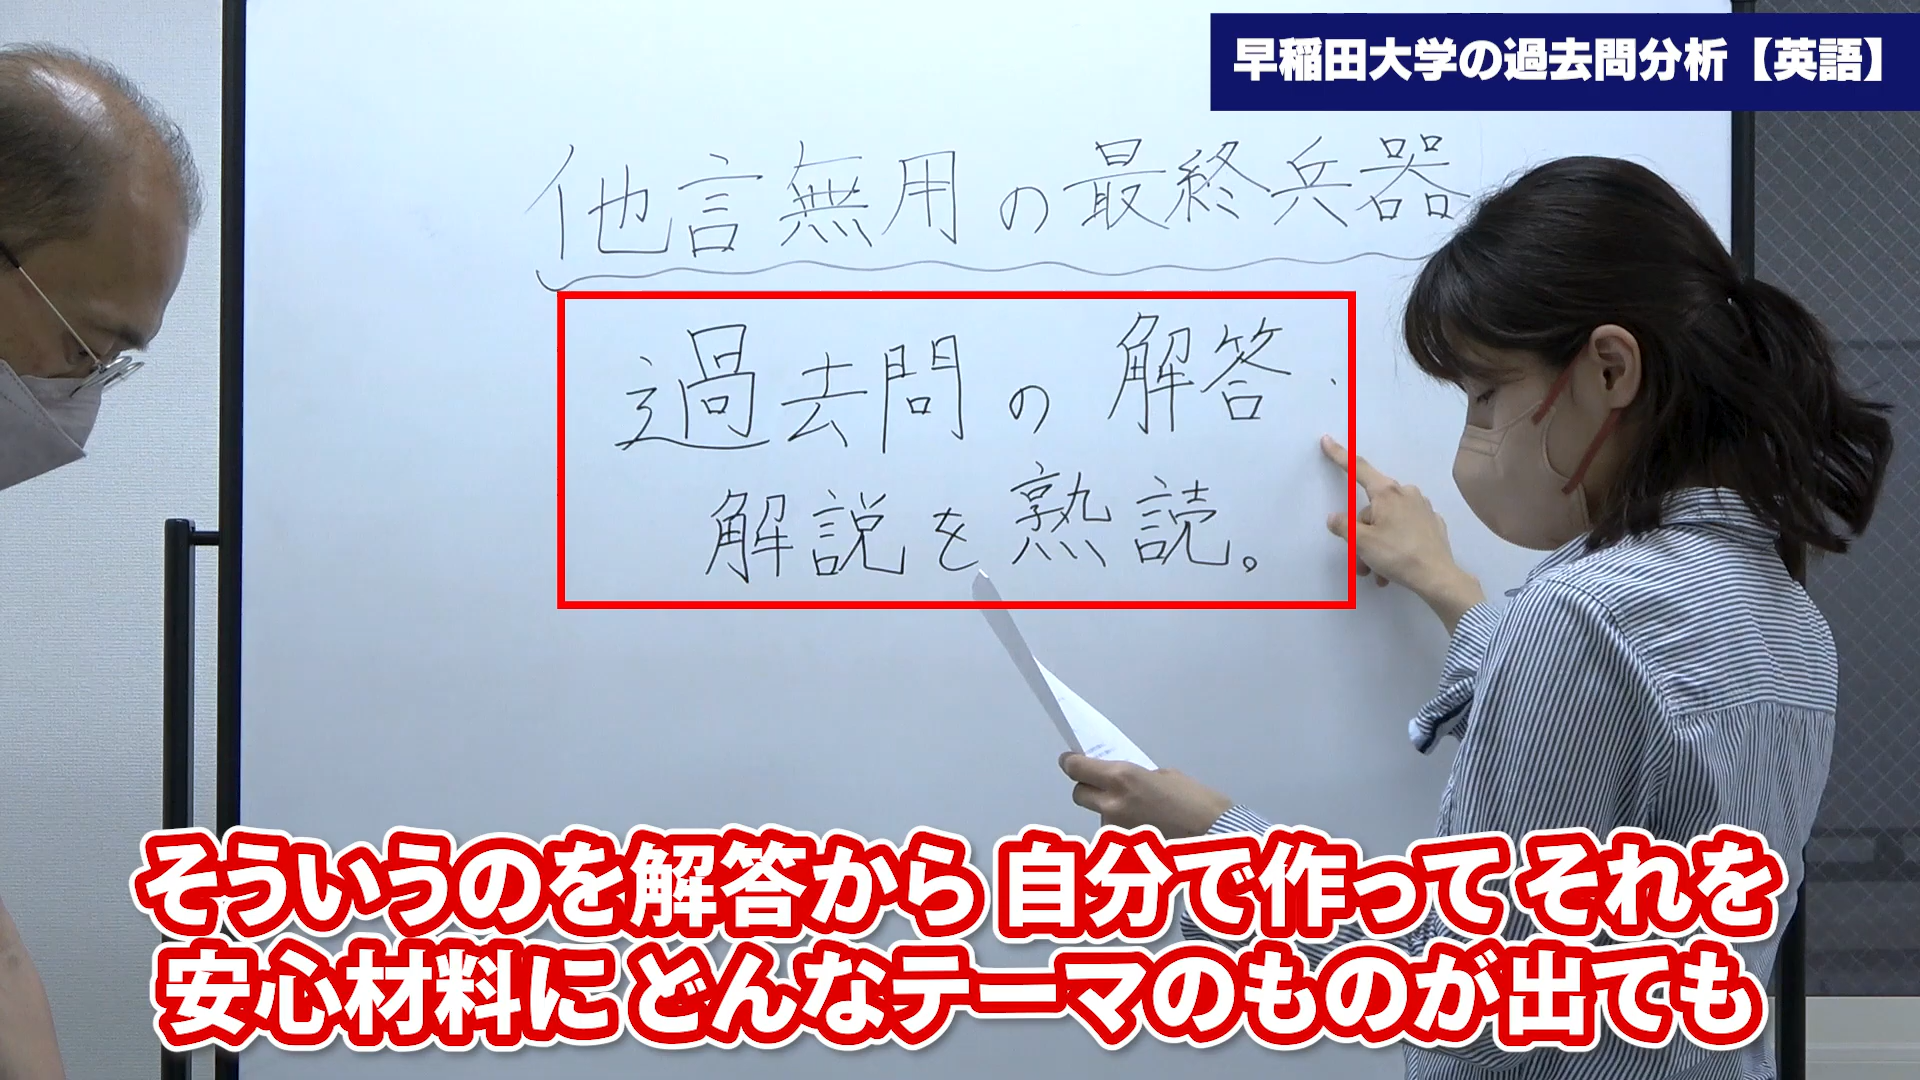 早稲田大学の過去問分析【英語】
他言無用の最終兵器
過去問の解答・
解説を熟読。
そういうのを解答から 自分で作って それを
安心材料に どんなテーマのものが出ても